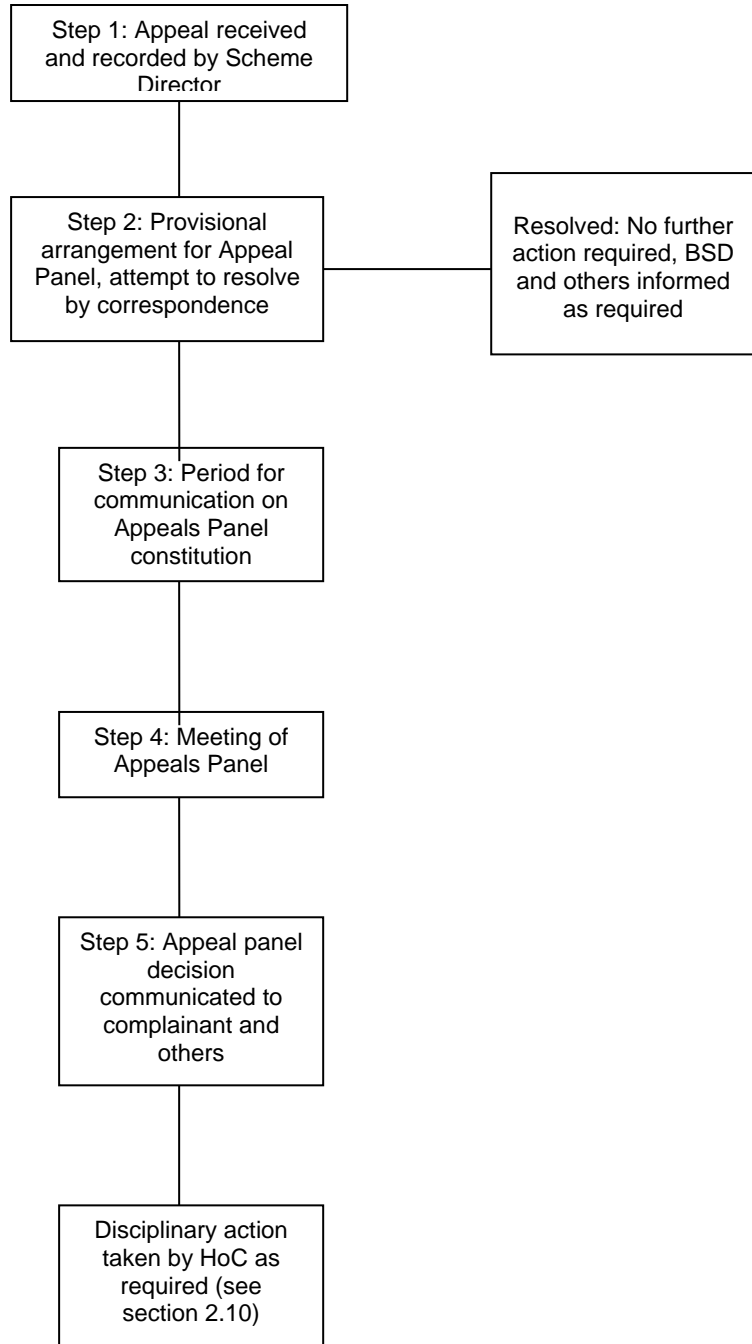 Step 1: Appeal received
and recorded by Scheme
Director
Step 2: Provisional
arrangement for Appeal
Panel, attempt to resolve
by correspondence
Resolved: No further
action required, BSD
and others informed
as required
Step 3: Period for
communication on
Appeals Panel
constitution
Step 4: Meeting of
Appeals Panel
Step 5: Appeal panel
decision
communicated to
complainant and
others
Disciplinary action
taken by HoC as
required (see
section 2.10)